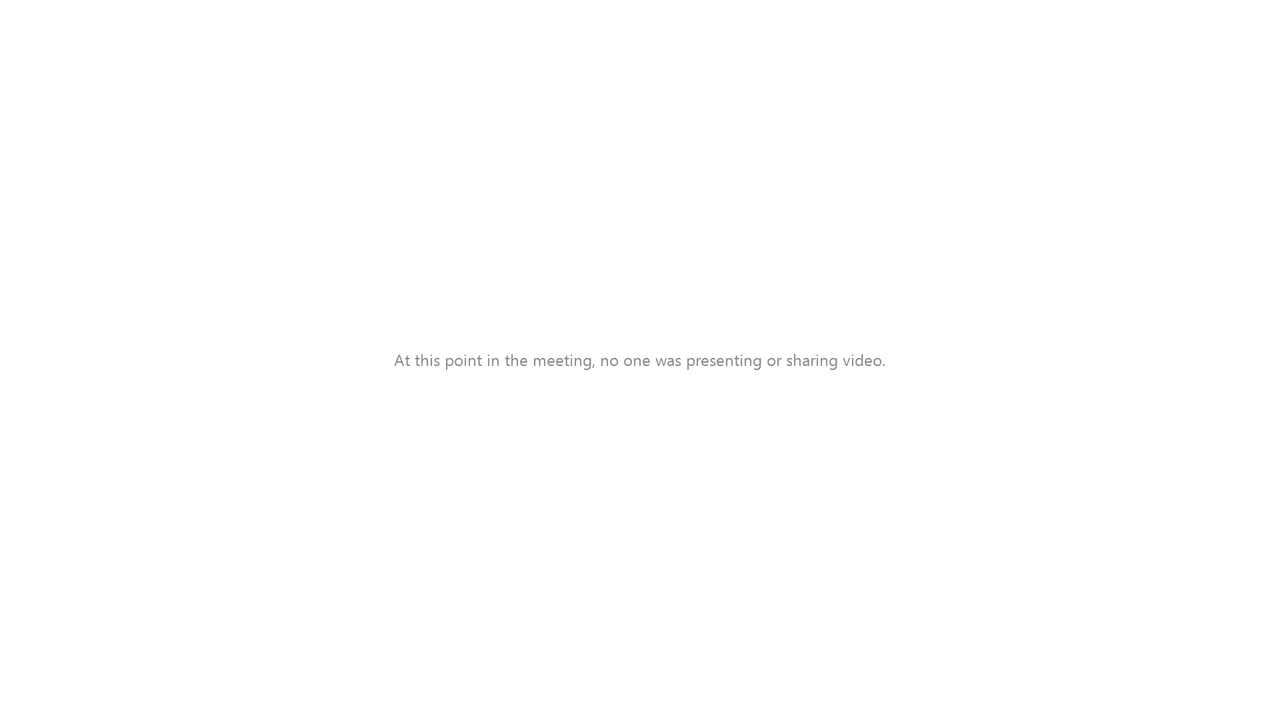 At this point in the meeting, no one was presenting or sharing video.